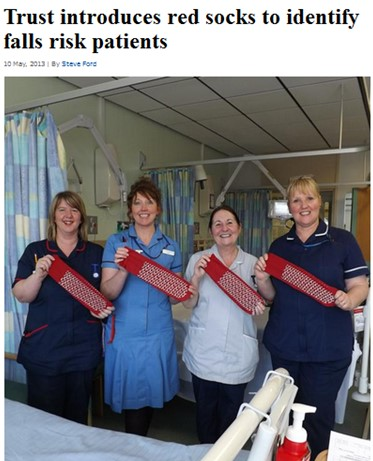 Trust introduces red socks to identify
falls risk patients
10 May, 2013 | By Steve Ford